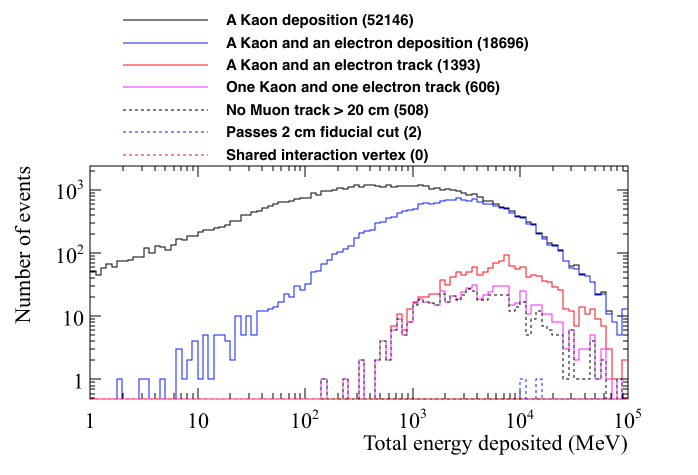 A Kaon deposition (52146)
A Kaon and an electron deposition (18696)
A Kaon and an electron track (1393)
One Kaon and one electron track (606)
No Muon track > 20 cm (508)
Passes 2 cm fiducial cut (2)
Shared interaction vertex (0)
Number of events
10³
10²
10
1
1 10 10² 10³ 10⁴ 10⁵
Total energy deposited (MeV)